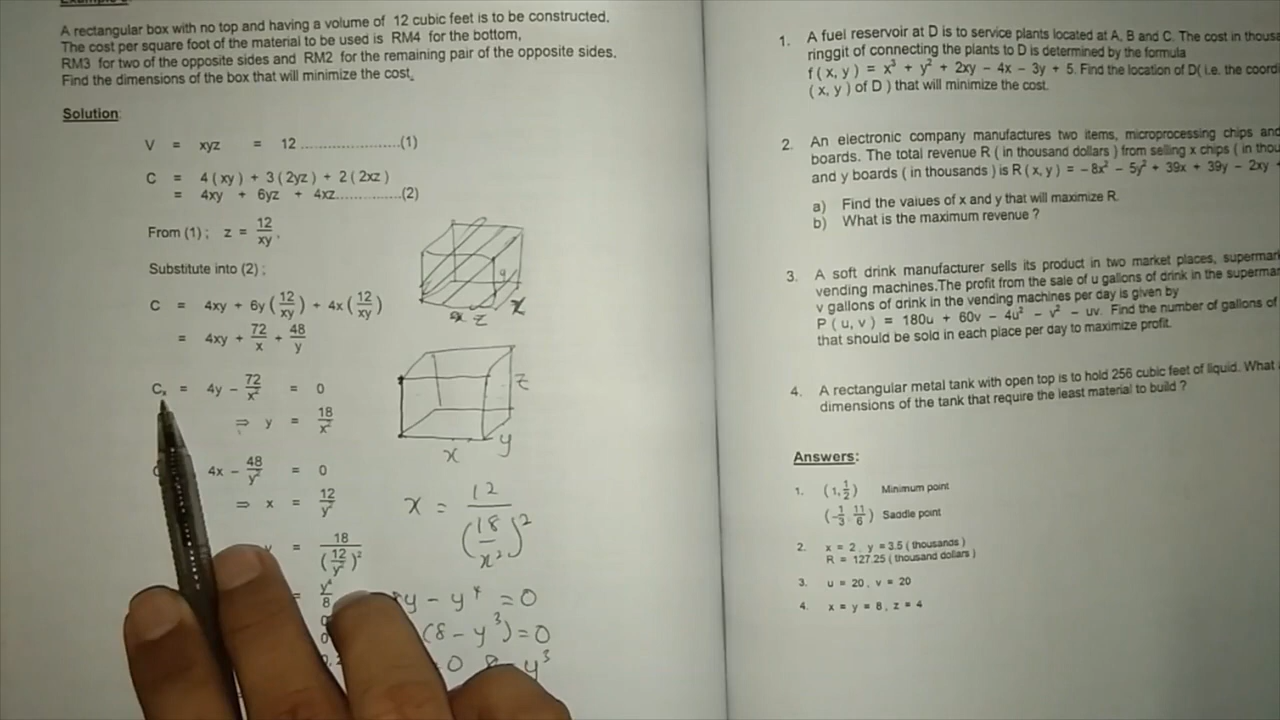 A rectangular box with no top and having a volume of 12 cubic feet is to be constructed.
The cost per square foot of the material to be used is RM4 for the bottom,
RM3 for two of the opposite sides and RM2 for the remaining pair of the opposite sides.
Find the dimensions of the box that will minimize the cost.
Solution:
V = xyz = 12 ......................(1)
C = 4 ( xy ) + 3 ( 2yz ) + 2 ( 2xz )
= 4xy + 6yz + 4xz...............(2)
From (1) ; z = 12/xy .
Substitute into (2) ;
C = 4xy + 6y (12/xy) + 4x (12/xy)
= 4xy + 72/x + 48/y
Cₓ = 4y − 72/x² = 0
⇒ y = 18/x²
4x − 48/y² = 0
⇒ x = 12/y²
= 18/(12/y²)²
= y⁴/8
y
x z x
z
x y
x = 12/(18/x²)²
y − y⁴ = 0
(8 − y³) = 0
0 8 − y³
1. A fuel reservoir at D is to service plants located at A, B and C. The cost in
ringgit of connecting the plants to D is determined by the formula
f ( x, y ) = x³ + y² + 2xy − 4x − 3y + 5. Find the location of D( i.e. the
( x, y ) of D ) that will minimize the cost.
2. An electronic company manufactures two items, microprocessing chips and
boards. The total revenue R ( in thousand dollars ) from selling x chips ( in
and y boards ( in thousands ) is R ( x, y ) = − 8x² − 5y² + 39x + 39y − 2xy
a) Find the values of x and y that will maximize R.
b) What is the maximum revenue ?
3. A soft drink manufacturer sells its product in two market places,
vending machines.The profit from the sale of u gallons of drink in the
v gallons of drink in the vending machines per day is given by
P ( u, v ) = 180u + 60v − 4u² − v² − uv. Find the number of gallons of
that should be sold in each place per day to maximize profit.
4. A rectangular metal tank with open top is to hold 256 cubic feet of liquid. What
dimensions of the tank that require the least material to build ?
Answers:
1. (1, 1/2) Minimum point
(−1/3, 11/6) Saddle point
2. x = 2 , y = 3.5 ( thousands )
R = 127.25 ( thousand dollars )
3. u = 20 , v = 20
4. x = y = 8 , z = 4